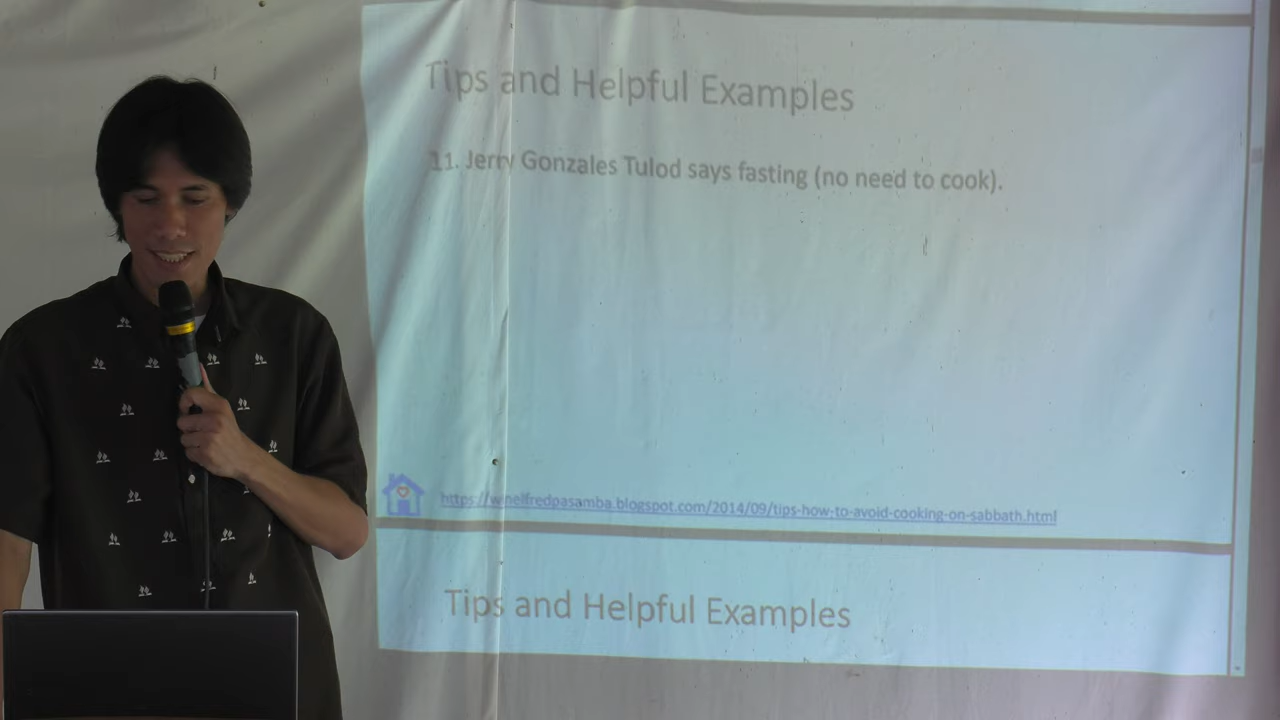 Tips and Helpful Examples
11. Jerry Gonzales Tulod says fasting (no need to cook).
https://winelfredpasamba.blogspot.com/2014/09/tips-how-to-avoid-cooking-on-sabbath.html
Tips and Helpful Examples